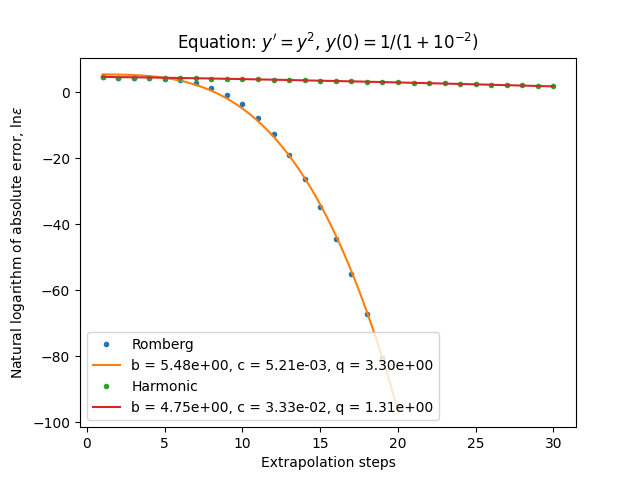 Equation: y′ = y², y(0) = 1/(1 + 10⁻²)
Natural logarithm of absolute error, lnε
0
−20
−40
−60
−80
−100
Romberg
b = 5.48e+00, c = 5.21e-03, q = 3.30e+00
Harmonic
b = 4.75e+00, c = 3.33e-02, q = 1.31e+00
0 5 10 15 20 25 30
Extrapolation steps